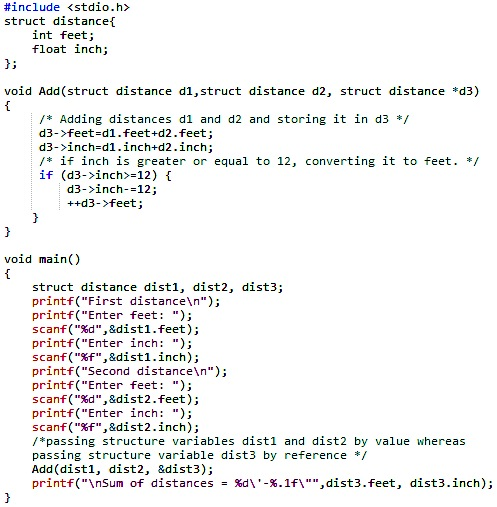 #include <stdio.h>
struct distance{
    int feet;
    float inch;
};

void Add(struct distance d1,struct distance d2, struct distance *d3)
{
     /* Adding distances d1 and d2 and storing it in d3 */
     d3->feet=d1.feet+d2.feet;
     d3->inch=d1.inch+d2.inch;
     /* if inch is greater or equal to 12, converting it to feet. */
     if (d3->inch>=12) {
         d3->inch-=12;
         ++d3->feet;
    }
}

void main()
{
    struct distance dist1, dist2, dist3;
    printf("First distance\n");
    printf("Enter feet: ");
    scanf("%d",&dist1.feet);
    printf("Enter inch: ");
    scanf("%f",&dist1.inch);
    printf("Second distance\n");
    printf("Enter feet: ");
    scanf("%d",&dist2.feet);
    printf("Enter inch: ");
    scanf("%f",&dist2.inch);
    /*passing structure variables dist1 and dist2 by value whereas
    passing structure variable dist3 by reference */
    Add(dist1, dist2, &dist3);
    printf("\nSum of distances = %d\'-%.1f\"",dist3.feet, dist3.inch);
}